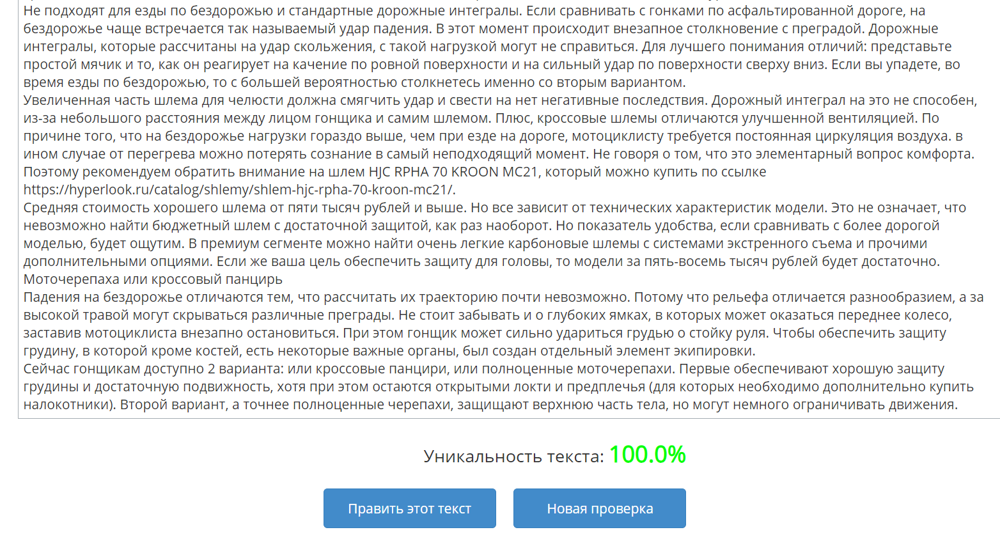 Не подходят для езды по бездорожью и стандартные дорожные интегралы. Если сравнивать с гонками по асфальтированной дороге, на
бездорожье чаще встречается так называемый удар падения. В этот момент происходит внезапное столкновение с преградой. Дорожные
интегралы, которые рассчитаны на удар скольжения, с такой нагрузкой могут не справиться. Для лучшего понимания отличий: представьте
простой мячик и то, как он реагирует на качение по ровной поверхности и на сильный удар по поверхности сверху вниз. Если вы упадете, во
время езды по бездорожью, то с большей вероятностью столкнетесь именно со вторым вариантом.
Увеличенная часть шлема для челюсти должна смягчить удар и свести на нет негативные последствия. Дорожный интеграл на это не способен,
из-за небольшого расстояния между лицом гонщика и самим шлемом. Плюс, кроссовые шлемы отличаются улучшенной вентиляцией. По
причине того, что на бездорожье нагрузки гораздо выше, чем при езде на дороге, мотоциклисту требуется постоянная циркуляция воздуха. в
ином случае от перегрева можно потерять сознание в самый неподходящий момент. Не говоря о том, что это элементарный вопрос комфорта.
Поэтому рекомендуем обратить внимание на шлем HJC RPHA 70 KROON MC21, который можно купить по ссылке
https://hyperlook.ru/catalog/shlemy/shlem-hjc-rpha-70-kroon-mc21/.
Средняя стоимость хорошего шлема от пяти тысяч рублей и выше. Но все зависит от технических характеристик модели. Это не означает, что
невозможно найти бюджетный шлем с достаточной защитой, как раз наоборот. Но показатель удобства, если сравнивать с более дорогой
моделью, будет ощутим. В премиум сегменте можно найти очень легкие карбоновые шлемы с системами экстренного съема и прочими
дополнительными опциями. Если же ваша цель обеспечить защиту для головы, то модели за пять-восемь тысяч рублей будет достаточно.
Моточерепаха или кроссовый панцирь
Падения на бездорожье отличаются тем, что рассчитать их траекторию почти невозможно. Потому что рельефа отличается разнообразием, а за
высокой травой могут скрываться различные преграды. Не стоит забывать и о глубоких ямках, в которых может оказаться переднее колесо,
заставив мотоциклиста внезапно остановиться. При этом гонщик может сильно удариться грудью о стойку руля. Чтобы обеспечить защиту
грудину, в которой кроме костей, есть некоторые важные органы, был создан отдельный элемент экипировки.
Сейчас гонщикам доступно 2 варианта: или кроссовые панцири, или полноценные моточерепахи. Первые обеспечивают хорошую защиту
грудины и достаточную подвижность, хотя при этом остаются открытыми локти и предплечья (для которых необходимо дополнительно купить
налокотники). Второй вариант, а точнее полноценные черепахи, защищают верхнюю часть тела, но могут немного ограничивать движения.
Уникальность текста: 100.0%
Править этот текст
Новая проверка